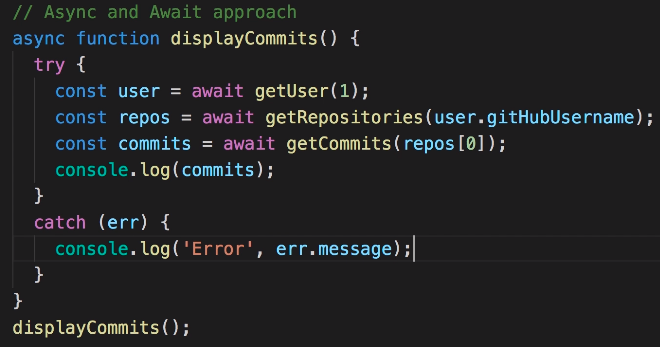 // Async and Await approach
async function displayCommits() {
  try {
    const user = await getUser(1);
    const repos = await getRepositories(user.gitHubUsername);
    const commits = await getCommits(repos[0]);
    console.log(commits);
  }
  catch (err) {
    console.log('Error', err.message);
  }
}
displayCommits();